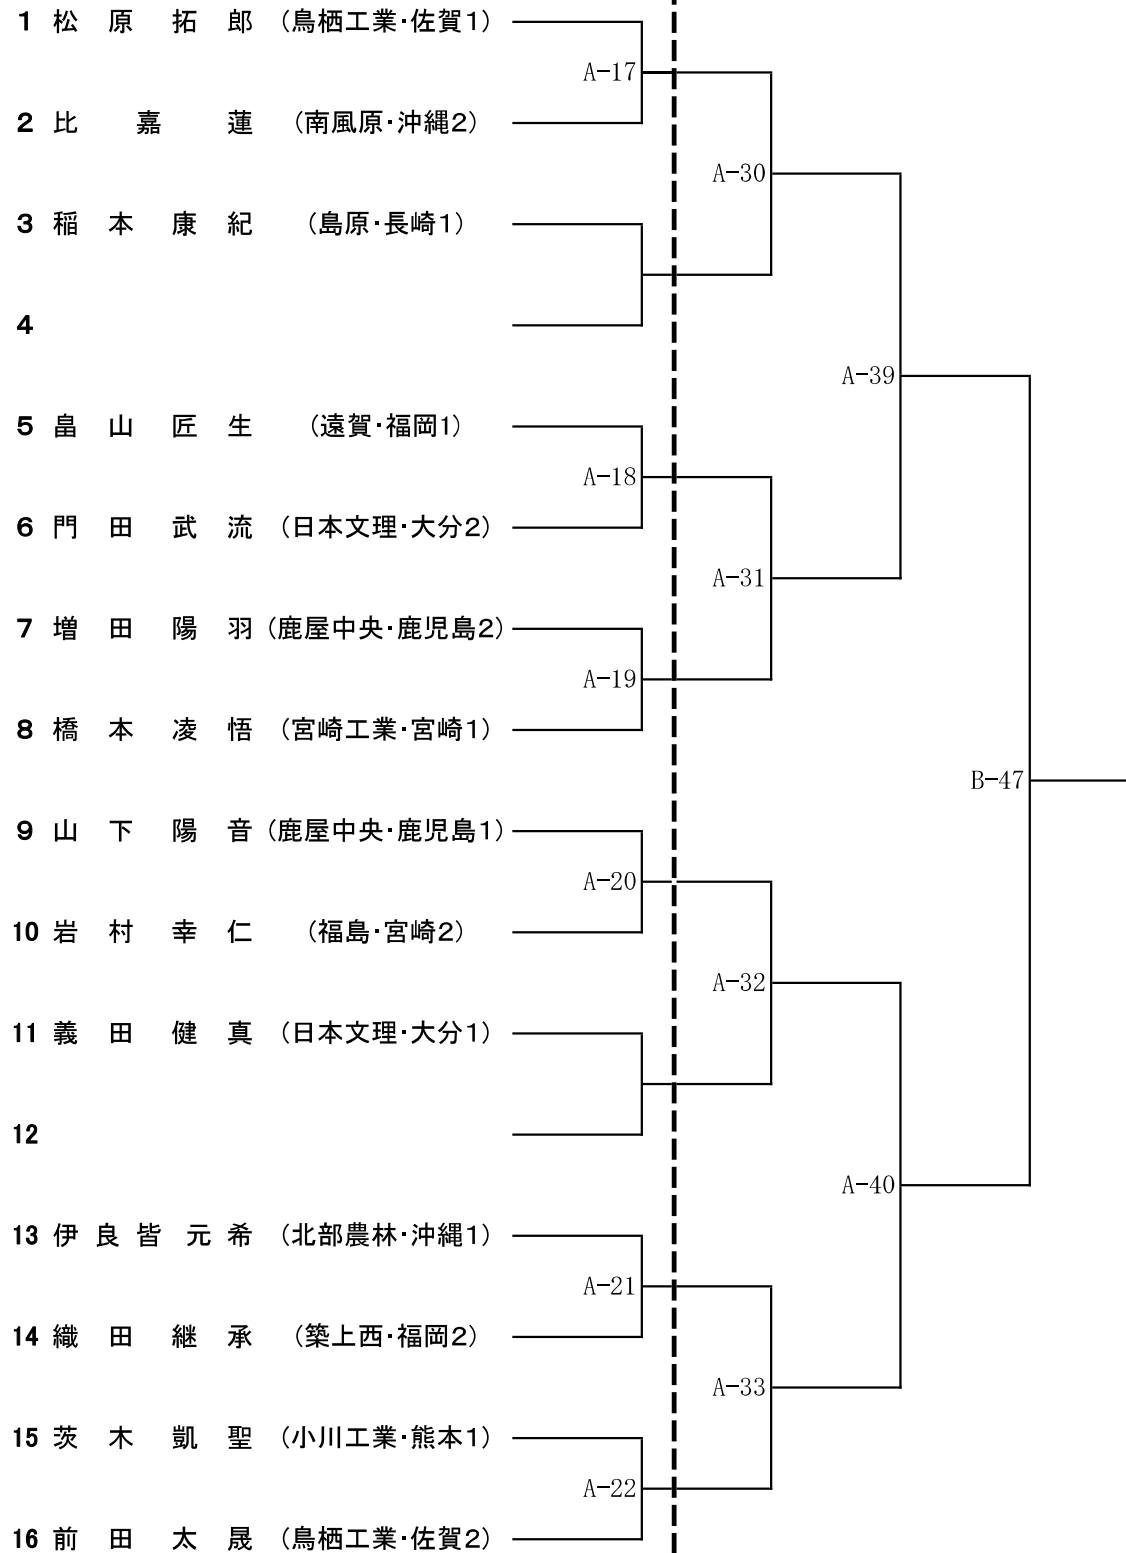 1 松原拓郎 (鳥栖工業・佐賀1)
A-17
2 比嘉蓮 (南風原・沖縄2)
A-30
3 稲本康紀 (島原・長崎1)
4
A-39
5 畠山匠生 (遠賀・福岡1)
A-18
6 門田武流 (日本文理・大分2)
A-31
7 増田陽羽 (鹿屋中央・鹿児島2)
A-19
8 橋本凌悟 (宮崎工業・宮崎1)
B-47
9 山下陽音 (鹿屋中央・鹿児島1)
A-20
10 岩村幸仁 (福島・宮崎2)
A-32
11 義田健真 (日本文理・大分1)
12
A-40
13 伊良皆元希 (北部農林・沖縄1)
A-21
14 織田継承 (築上西・福岡2)
A-33
15 茨木凱聖 (小川工業・熊本1)
A-22
16 前田太晟 (鳥栖工業・佐賀2)